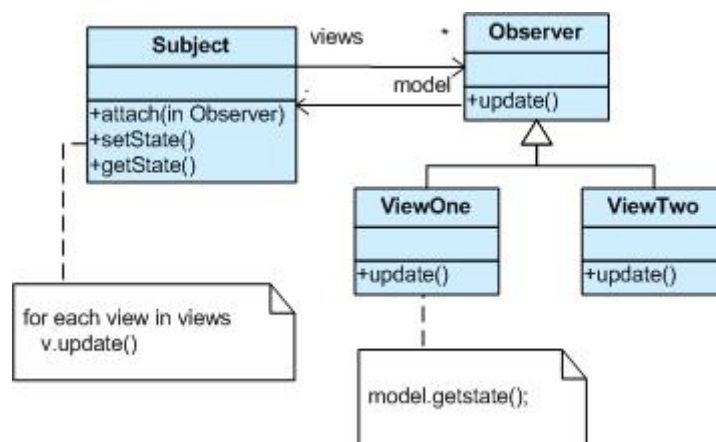 Subject
views
*
Observer
model
+attach(in Observer)
+setState()
+getState()
+update()
ViewOne
ViewTwo
+update()
+update()
for each view in views
v.update()
model.getstate();